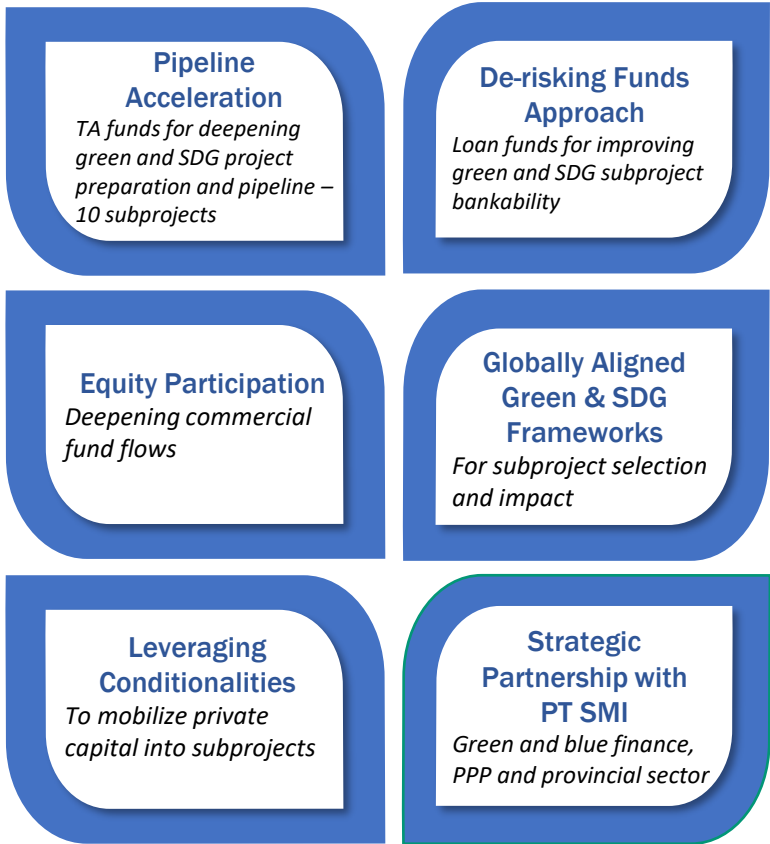 Pipeline
Acceleration
TA funds for deepening
green and SDG project
preparation and pipeline –
10 subprojects
De-risking Funds
Approach
Loan funds for improving
green and SDG subproject
bankability
Equity Participation
Deepening commercial
fund flows
Globally Aligned
Green & SDG
Frameworks
For subproject selection
and impact
Leveraging
Conditionalities
To mobilize private
capital into subprojects
Strategic
Partnership with
PT SMI
Green and blue finance,
PPP and provincial sector